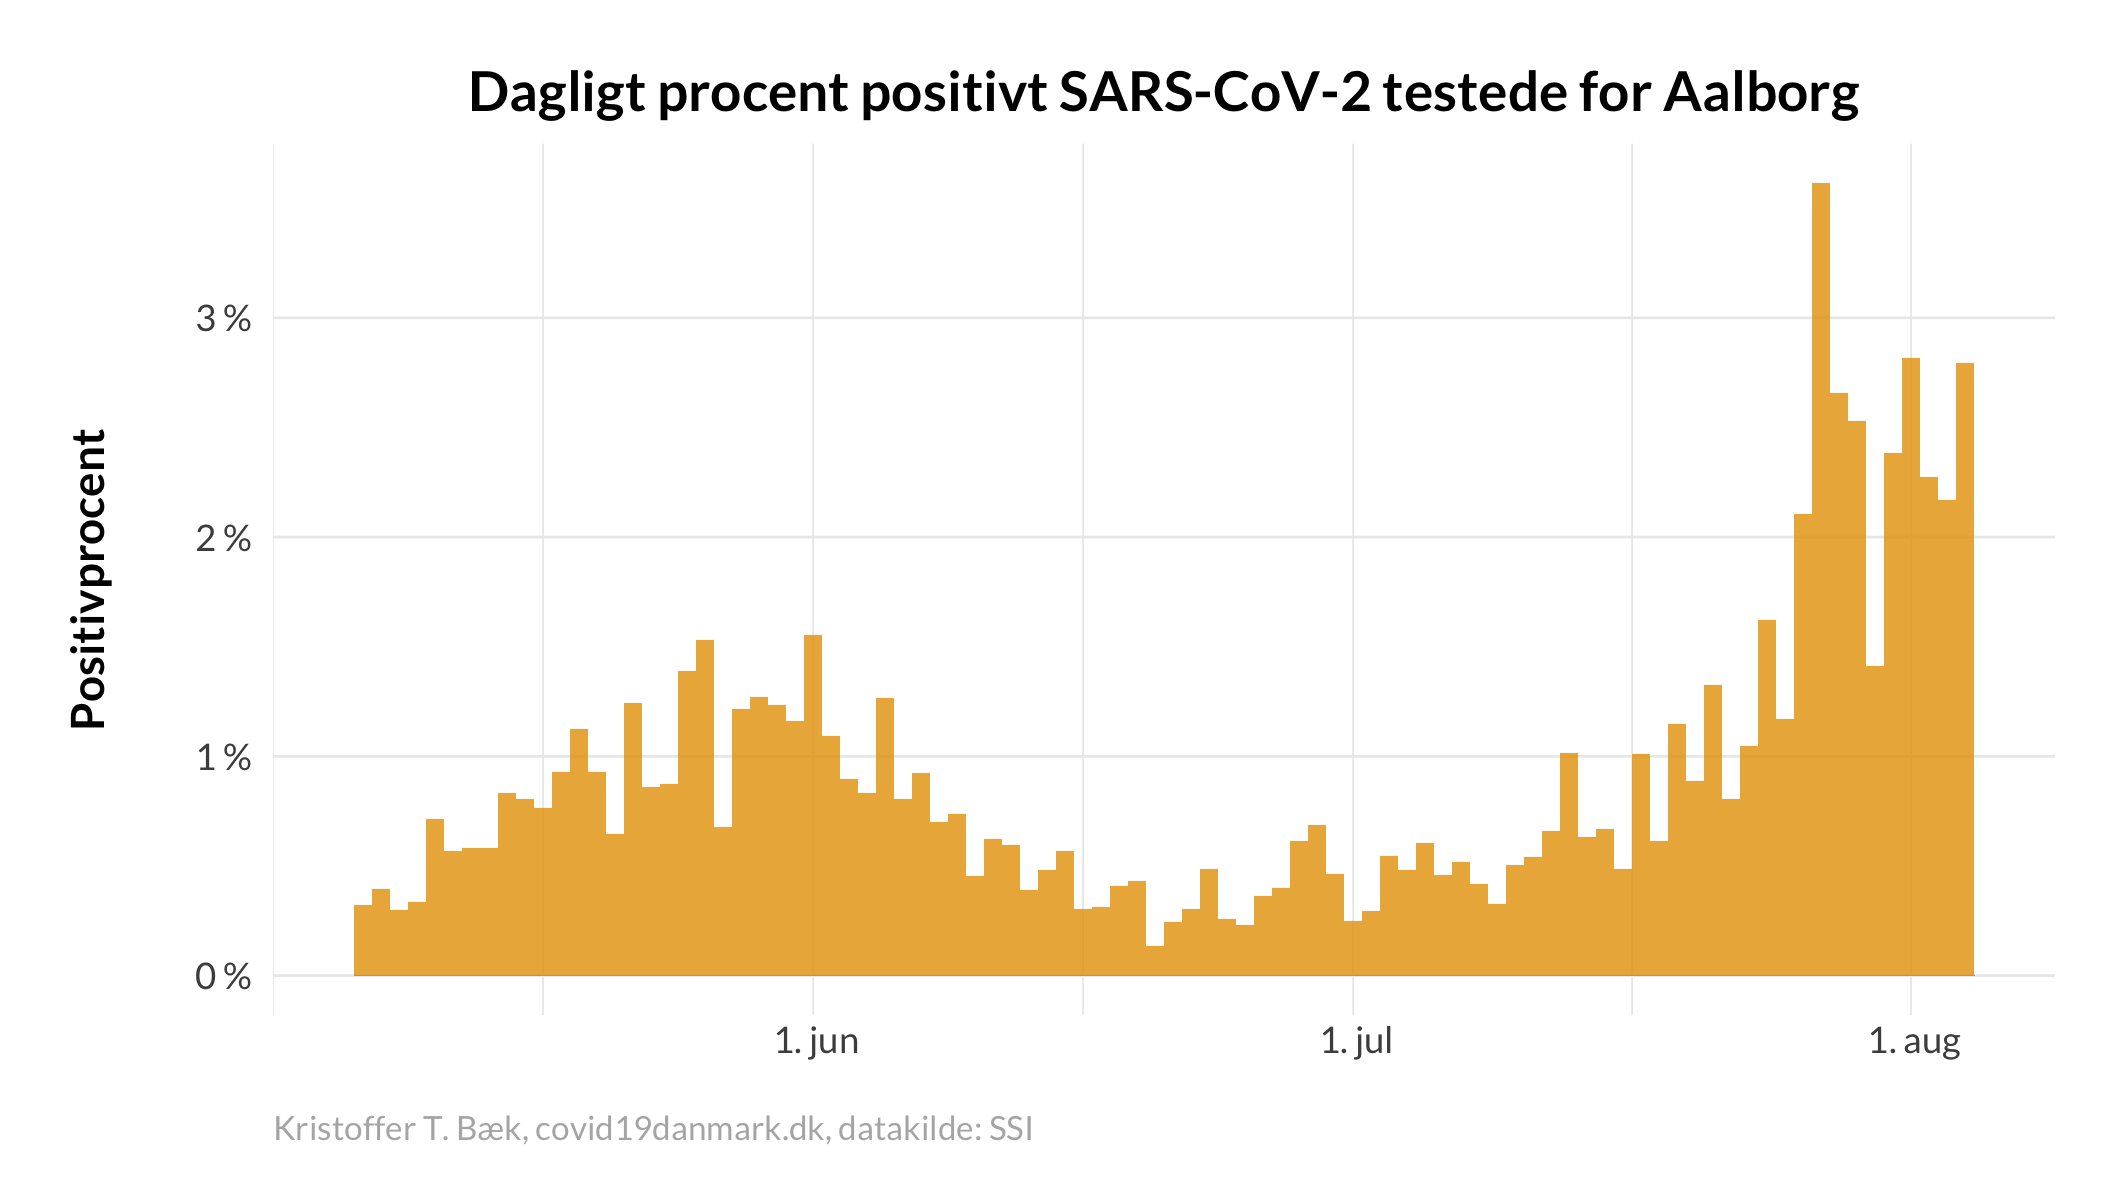 Dagligt procent positivt SARS-CoV-2 testede for Aalborg
Positivprocent
3 %
2 %
1 %
0 %
1. jun
1. jul
1. aug
Kristoffer T. Bæk, covid19danmark.dk, datakilde: SSI